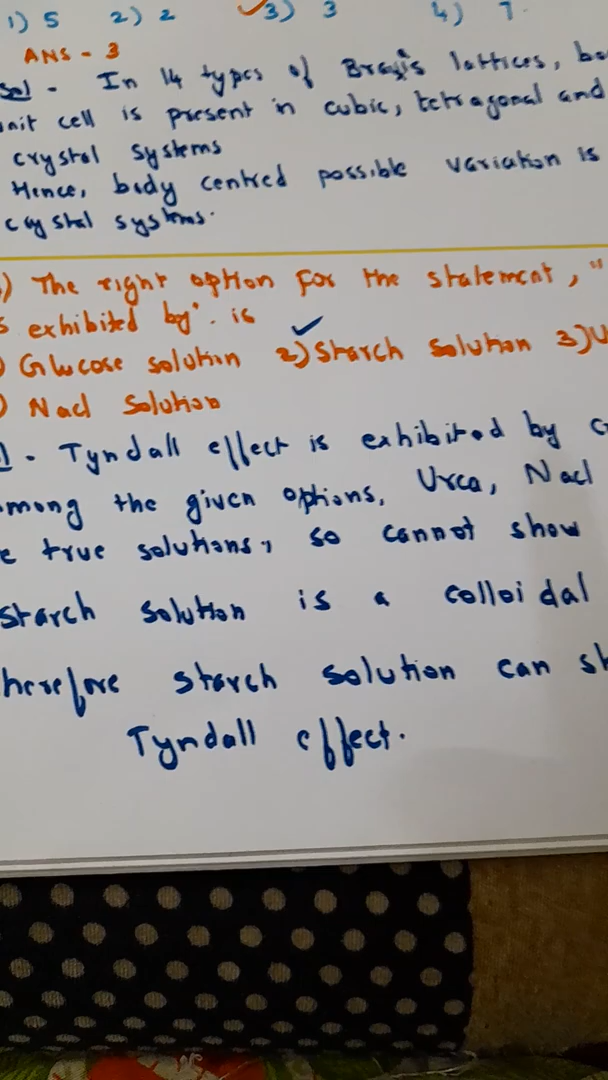 1) 5 2) 2 3) 3 4) 7.
ANS - 3
Sol - In 14 types of Bravis lattices, bo
unit cell is present in cubic, tetragonal and
crystal systems
Hence, body centred possible variation is
crystal systems.
) The right option for the statement, "
s exhibited by". is
) Glucose solution 2) Starch solution 3) U
) Nacl Solution
l - Tyndall effect is exhibited by c
mong the given options, Urea, Nacl
e true solutions, so cannot show
starch solution is a colloidal
herefore starch solution can sh
Tyndall effect.